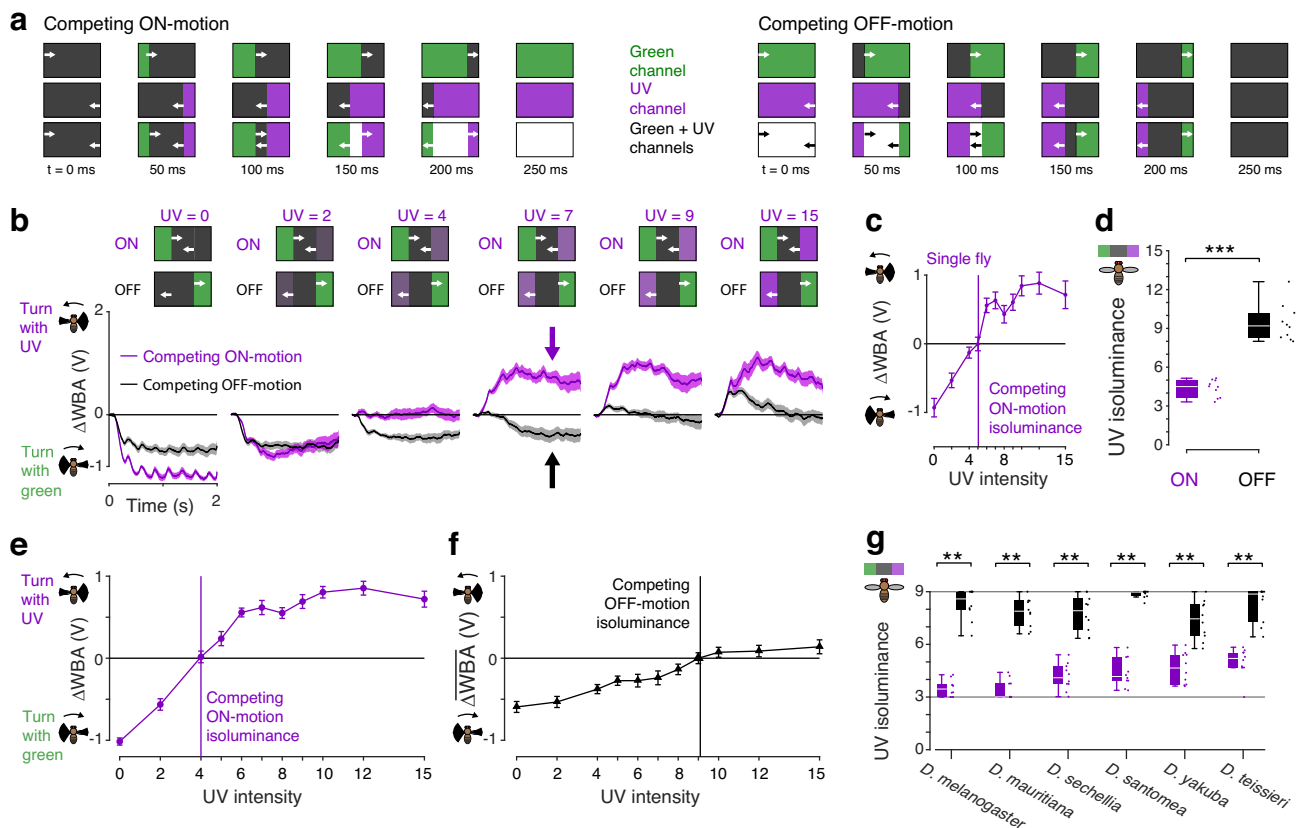 a
Competing ON-motion
Competing OFF-motion
Green channel
UV channel
Green + UV channels
t = 0 ms
50 ms
100 ms
150 ms
200 ms
250 ms
t = 0 ms
50 ms
100 ms
150 ms
200 ms
250 ms
b
UV = 0
UV = 2
UV = 4
UV = 7
UV = 9
UV = 15
ON
ON
ON
ON
ON
ON
OFF
OFF
OFF
OFF
OFF
OFF
Turn with UV
Turn with green
ΔWBA (V)
2
0
-1
Competing ON-motion
Competing OFF-motion
0
2
Time (s)
c
Single fly
ΔWBA (V)
1
0
-1
Competing ON-motion isoluminance
0
4
8
15
UV intensity
d
***
UV isoluminance
15
12
9
6
3
0
ON
OFF
e
Turn with UV
Turn with green
ΔWBA (V)
1
0
-1
Competing ON-motion isoluminance
0
2
4
6
8
10
12
15
UV intensity
f
ΔWBA (V)
1
0
-1
Competing OFF-motion isoluminance
0
2
4
6
8
10
12
15
UV intensity
g
**
**
**
**
**
**
UV isoluminance
9
6
3
0
9
D. melanogaster
D. mauritiana
D. sechellia
D. santomea
D. yakuba
D. teissieri